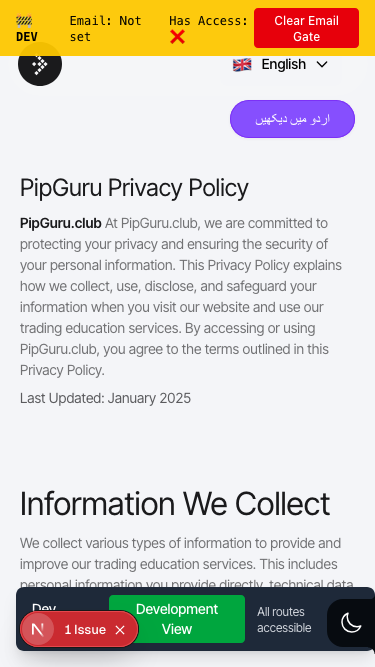 🚧 DEV
Email: Not set
Has Access: ❌
Clear Email Gate
🇬🇧 English
اردو میں دیکھیں
PipGuru Privacy Policy
PipGuru.club At PipGuru.club, we are committed to
protecting your privacy and ensuring the security of
your personal information. This Privacy Policy explains
how we collect, use, disclose, and safeguard your
information when you visit our website and use our
trading education services. By accessing or using
PipGuru.club, you agree to the terms outlined in this
Privacy Policy.
Last Updated: January 2025
Information We Collect
We collect various types of information to provide and
improve our trading education services. This includes
personal information you provide directly, technical data
Dev
Development View
All routes accessible
N 1 Issue